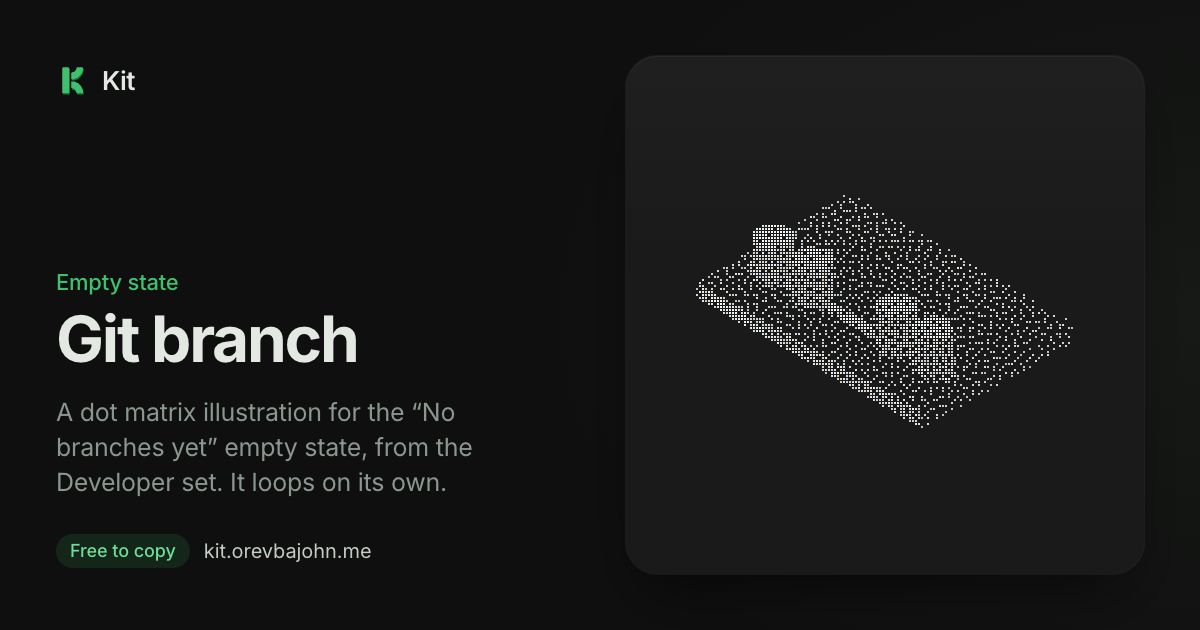 Kit
Empty state
Git branch
A dot matrix illustration for the “No
branches yet” empty state, from the
Developer set. It loops on its own.
Free to copy
kit.orevbajohn.me